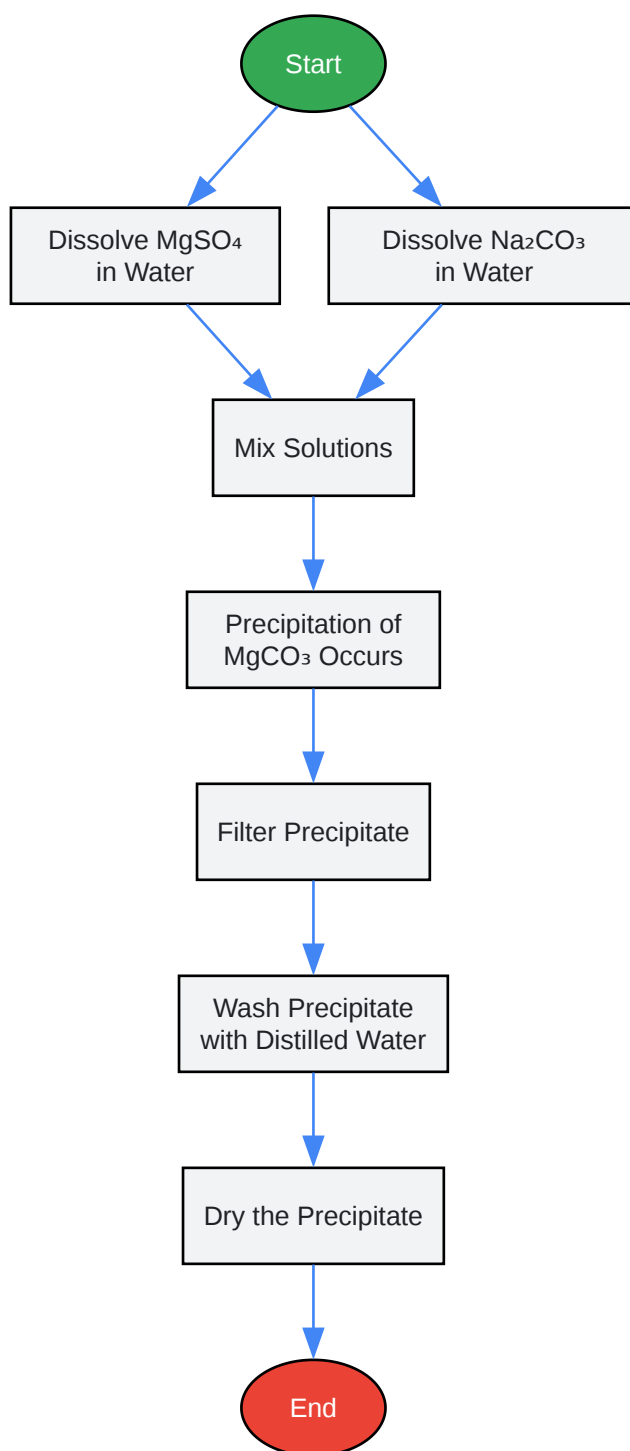 Start
Dissolve MgSO₄
in Water
Dissolve Na₂CO₃
in Water
Mix Solutions
Precipitation of
MgCO₃ Occurs
Filter Precipitate
Wash Precipitate
with Distilled Water
Dry the Precipitate
End